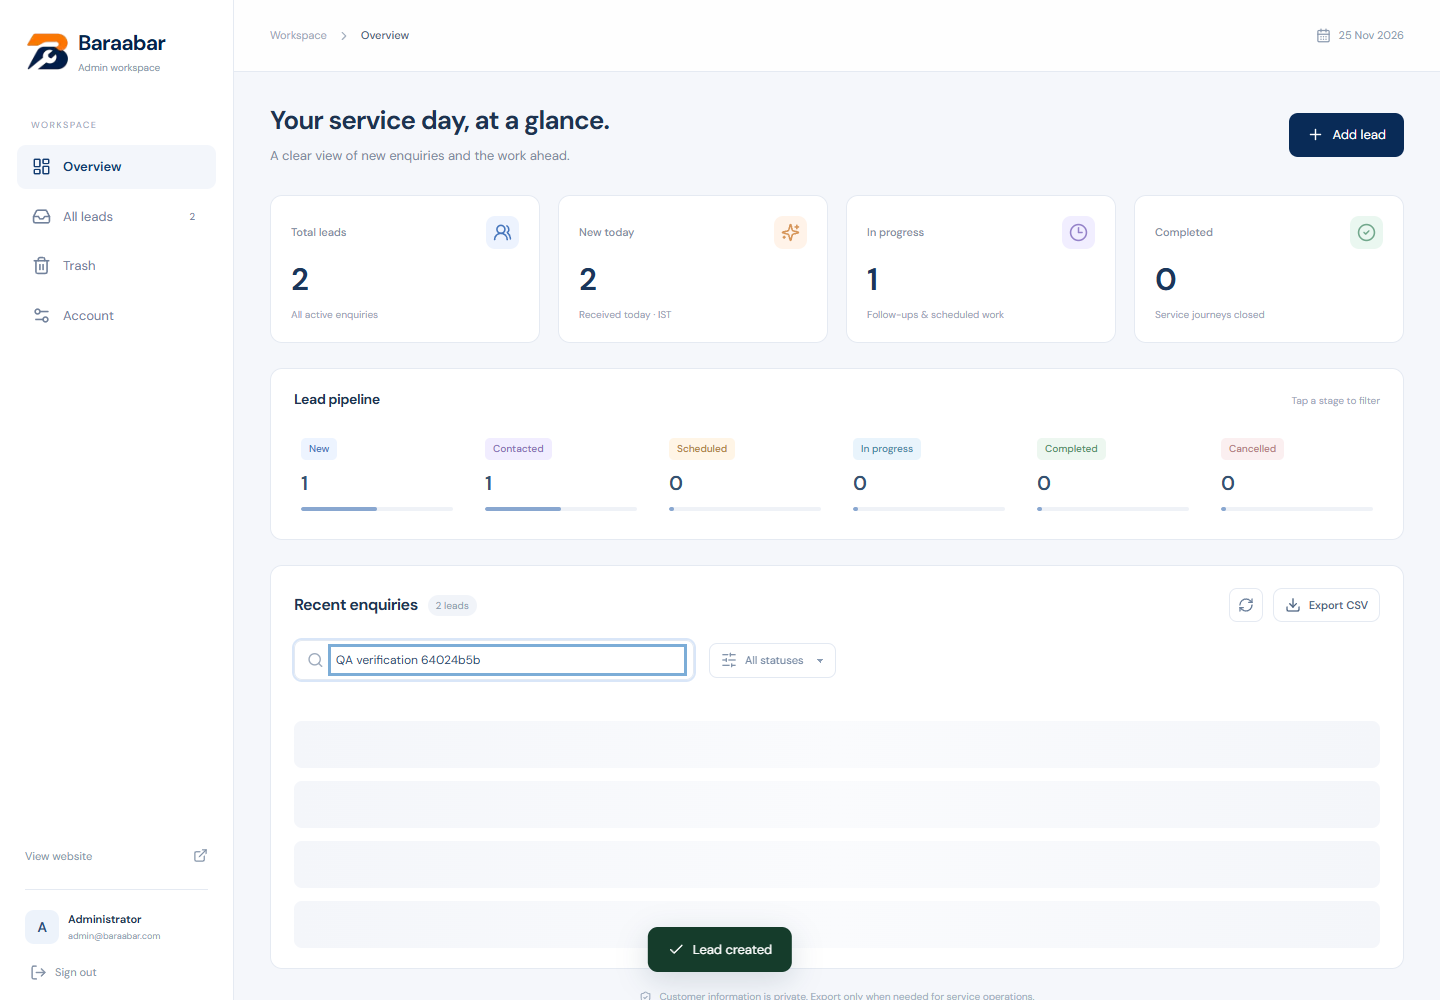 Baraabar
Admin workspace
WORKSPACE
Overview
All leads 2
Trash
Account
View website
A
Administrator
admin@baraabar.com
Sign out
Workspace > Overview
25 Nov 2026
Your service day, at a glance.
A clear view of new enquiries and the work ahead.
+ Add lead
Total leads
2
All active enquiries
New today
2
Received today · IST
In progress
1
Follow-ups & scheduled work
Completed
0
Service journeys closed
Lead pipeline
Tap a stage to filter
New
1
Contacted
1
Scheduled
0
In progress
0
Completed
0
Cancelled
0
Recent enquiries 2 leads
Export CSV
QA verification 64024b5b
All statuses
Lead created
Customer information is private. Export only when needed for service operations.